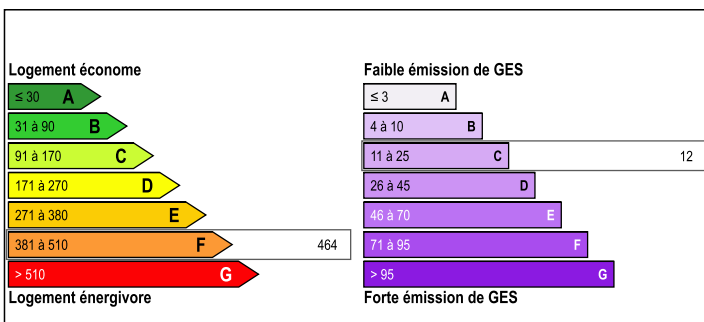 Logement économe
≤ 30 A
31 à 90 B
91 à 170 C
171 à 270 D
271 à 380 E
381 à 510 F 464
> 510 G
Logement énergivore
Faible émission de GES
≤ 3 A
4 à 10 B
11 à 25 C 12
26 à 45 D
46 à 70 E
71 à 95 F
> 95 G
Forte émission de GES